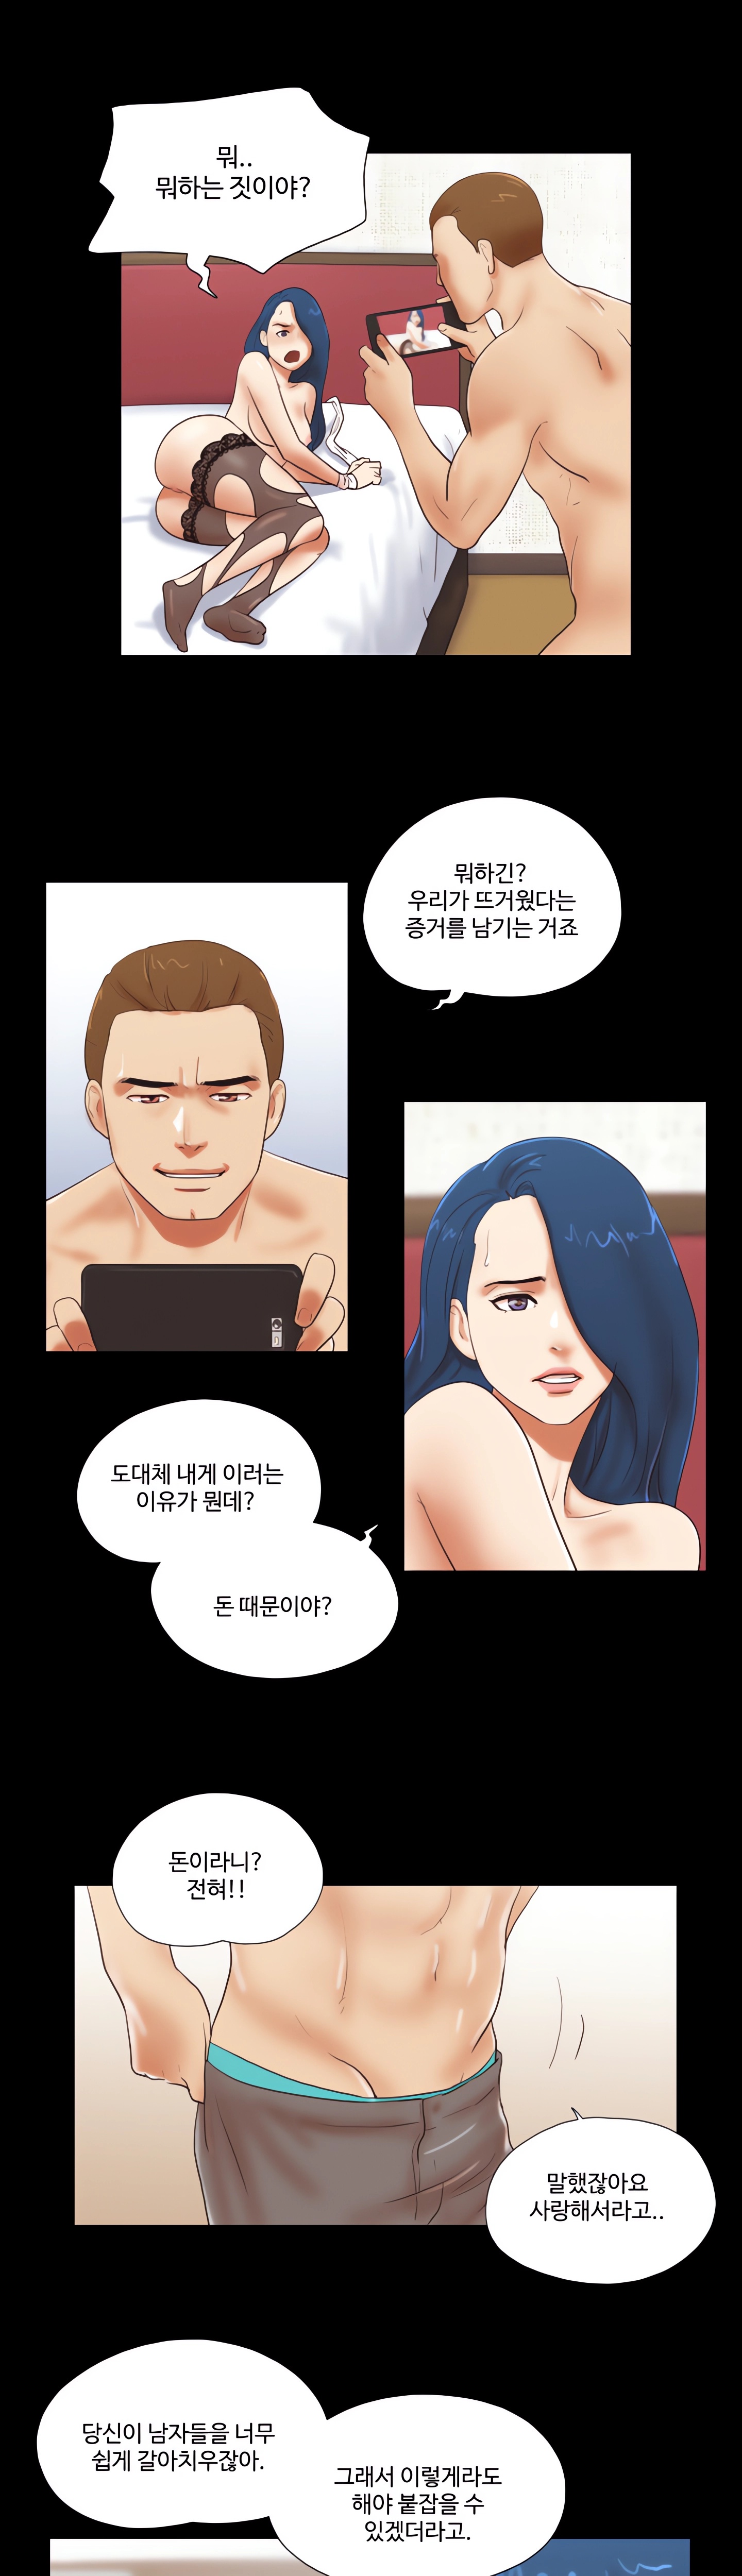 뭐..
뭐하는 짓이야?
뭐하긴?
우리가 뜨거웠다는
증거를 남기는 거죠
도대체 내게 이러는
이유가 뭔데?
돈 때문이야?
돈이라니?
전혀!!
말했잖아요
사랑해서라고..
당신이 남자들을 너무
쉽게 갈아치우잖아.
그래서 이렇게라도
해야 붙잡을 수
있겠더라고.